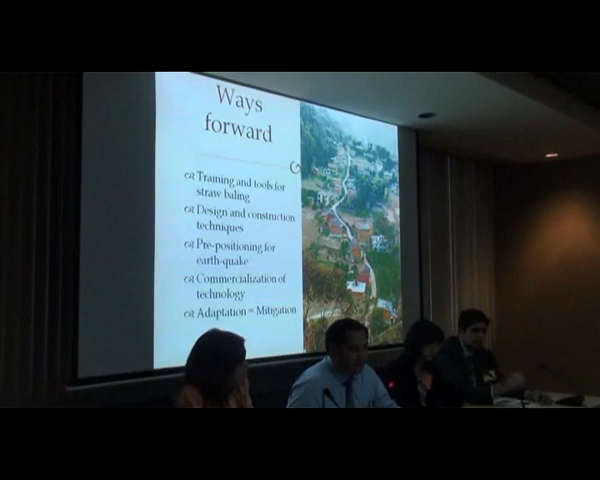 Ways
forward
Training and tools for
straw baling
Design and construction
techniques
Pre-positioning for
earth-quake
Commercialization of
technology
Adaptation = Mitigation